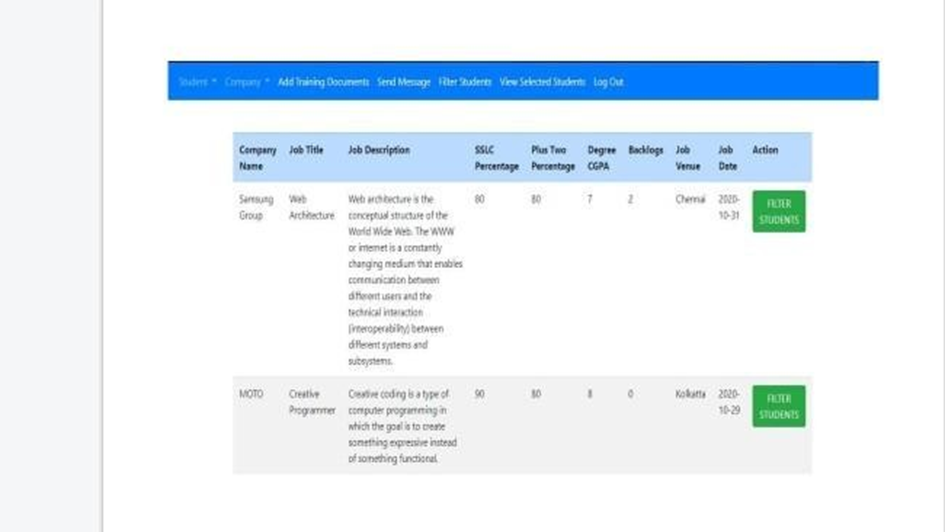 Student Company Add Training Documents Send Message Filter Students View Selected Students Log Out
Company Name Job Title Job Description SSLC Percentage Plus Two Percentage Degree CGPA Backlogs Job Venue Job Date Action
Samsung Group
Web Architecture
Web architecture is the
conceptual structure of the
World Wide Web. The WWW
or internet is a constantly
changing medium that enables
communication between
different users and the
technical interaction
(interoperability) between
different systems and
subsystems.
80
80
7
2
Chennai
2020-
10-31
FILTER
STUDENTS
MOTO
Creative
Programmer
Creative coding is a type of
computer programming in
which the goal is to create
something expressive instead
of something functional.
90
80
8
0
Kolkatta
2020-
10-29
FILTER
STUDENTS